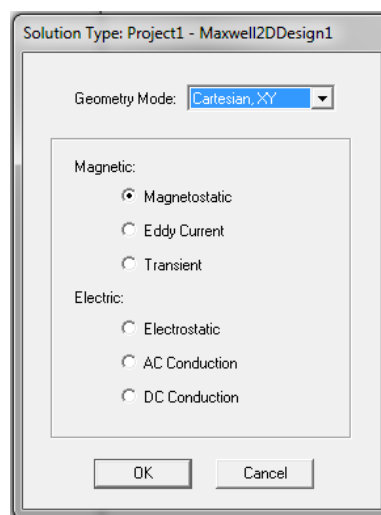 Solution Type: Project1 - Maxwell2DDesign1
Geometry Mode: Cartesian, XY
Magnetic:
Magnetostatic
Eddy Current
Transient
Electric:
Electrostatic
AC Conduction
DC Conduction
OK Cancel